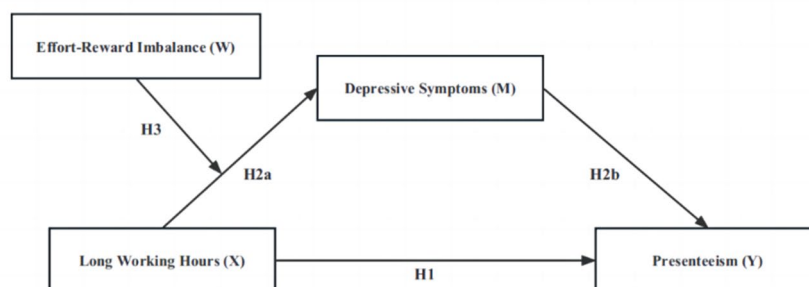 Effort-Reward Imbalance (W)
Depressive Symptoms (M)
H3
H2a
H2b
Long Working Hours (X)
Presenteeism (Y)
H1